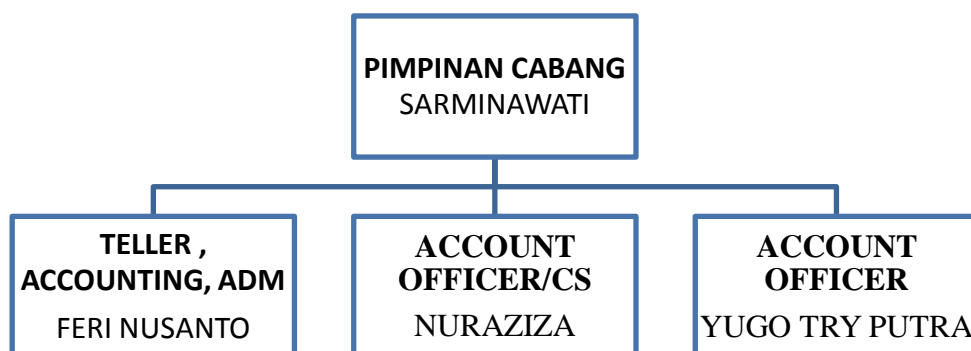 PIMPINAN CABANG
SARMINAWATI
TELLER ,
ACCOUNTING, ADM
FERI NUSANTO
ACCOUNT
OFFICER/CS
NURAZIZA
ACCOUNT
OFFICER
YUGO TRY PUTRA